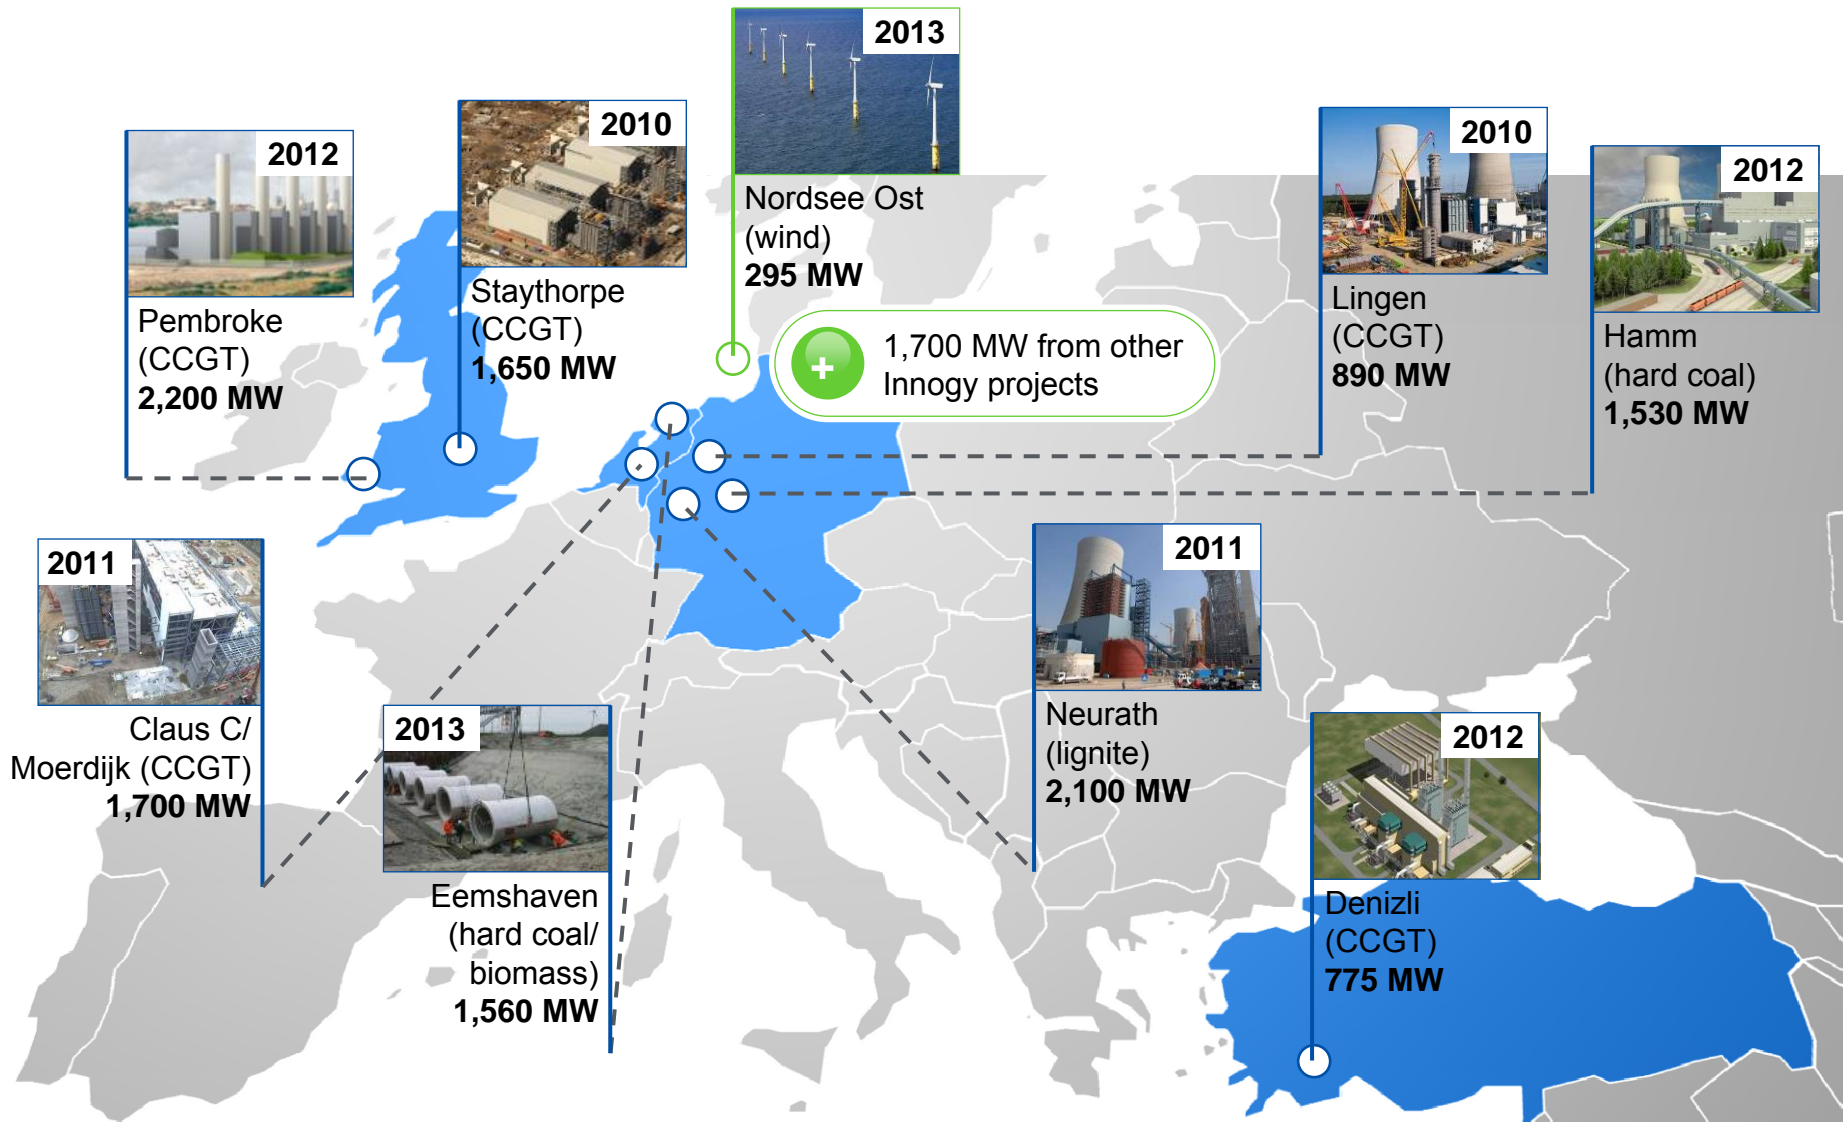 2013
Nordsee Ost
(wind)
295 MW
2010
Staythorpe
(CCGT)
1,650 MW
2012
Pembroke
(CCGT)
2,200 MW
2010
Lingen
(CCGT)
890 MW
2012
Hamm
(hard coal)
1,530 MW
+
1,700 MW from other
Innogy projects
2011
Claus C/
Moerdijk (CCGT)
1,700 MW
2013
Eemshaven
(hard coal/
biomass)
1,560 MW
2011
Neurath
(lignite)
2,100 MW
2012
Denizli
(CCGT)
775 MW